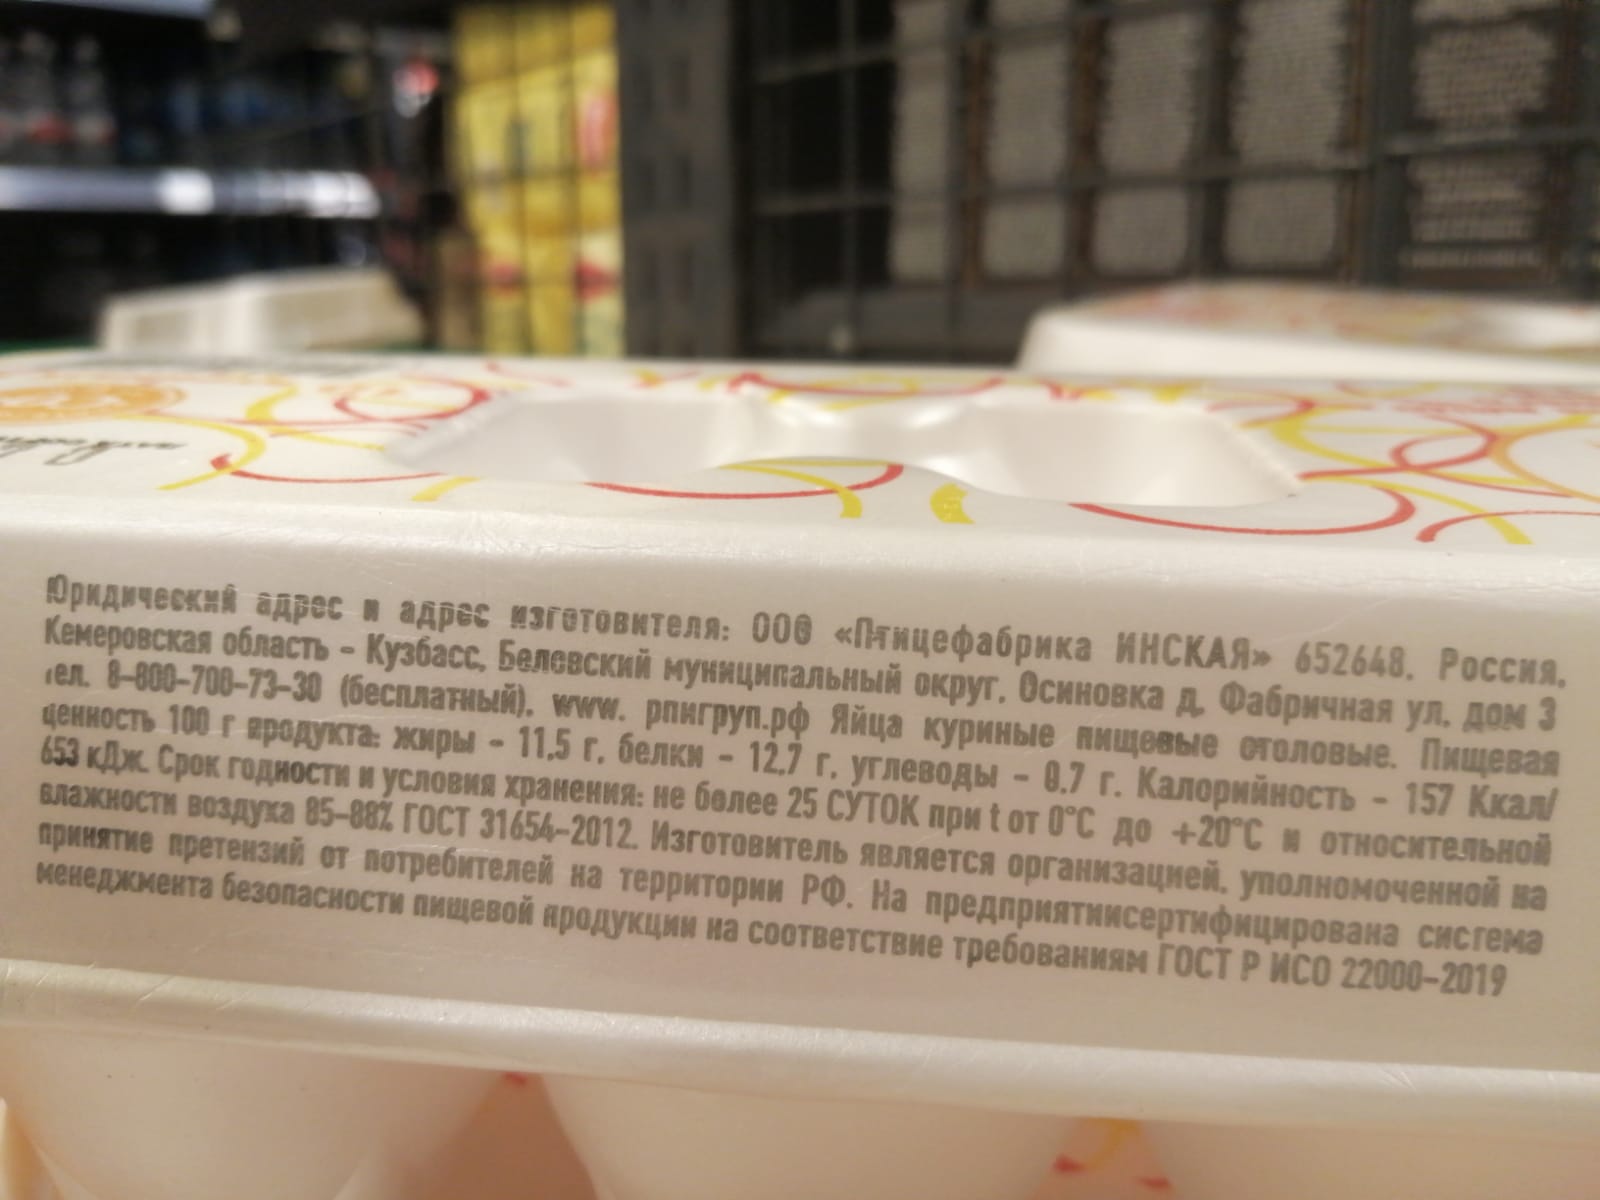 Юридический адрес и адрес изготовителя: ООО «Птицефабрика ИНСКАЯ» 652648, Россия,
Кемеровская область - Кузбасс, Беловский муниципальный округ, Осиновка д, Фабричная ул, дом 3
тел. 8-800-700-73-30 (бесплатный), www. рпигруп.рф Яйца куриные пищевые столовые. Пищевая
ценность 100 г продукта: жиры - 11,5 г, белки - 12,7 г, углеводы - 0.7 г. Калорийность - 157 Ккал/
653 кДж. Срок годности и условия хранения: не более 25 СУТОК при t от 0°С до +20°С и относительной
влажности воздуха 85-88% ГОСТ 31654-2012. Изготовитель является организацией, уполномоченной на
принятие претензий от потребителей на территории РФ. На предприятиисертифицирована система
менеджмента безопасности пищевой продукции на соответствие требованиям ГОСТ Р ИСО 22000-2019